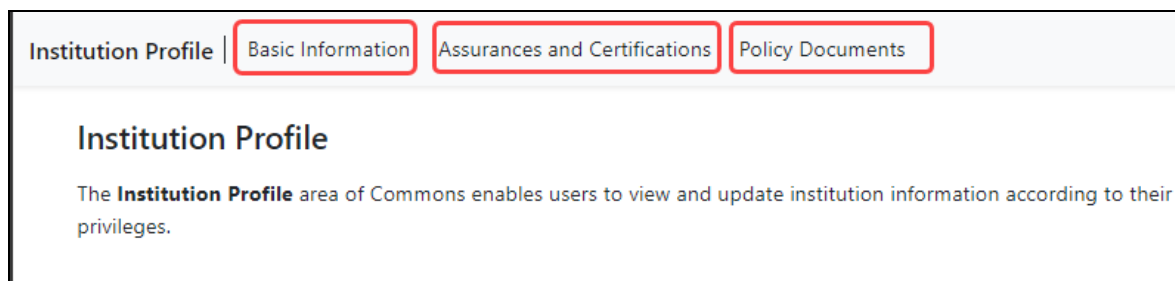 Institution Profile | Basic Information Assurances and Certifications Policy Documents
Institution Profile
The Institution Profile area of Commons enables users to view and update institution information according to their
privileges.